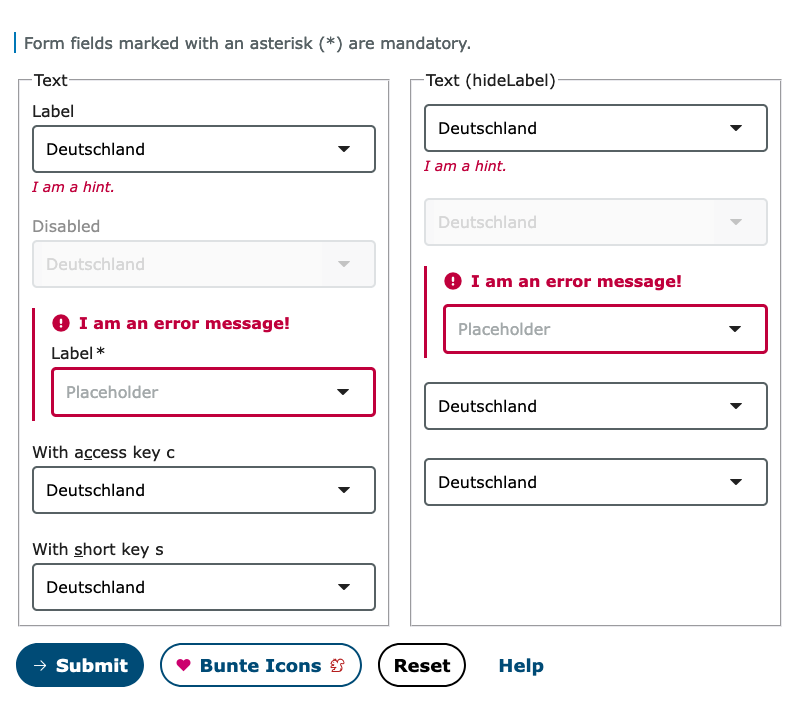 Form fields marked with an asterisk (*) are mandatory.
Text
Label
Deutschland
I am a hint.
Disabled
Deutschland
I am an error message!
Label*
Placeholder
With access key c
Deutschland
With short key s
Deutschland
Text (hideLabel)
Deutschland
I am a hint.
Deutschland
I am an error message!
Placeholder
Deutschland
Deutschland
Submit
Bunte Icons
Reset
Help